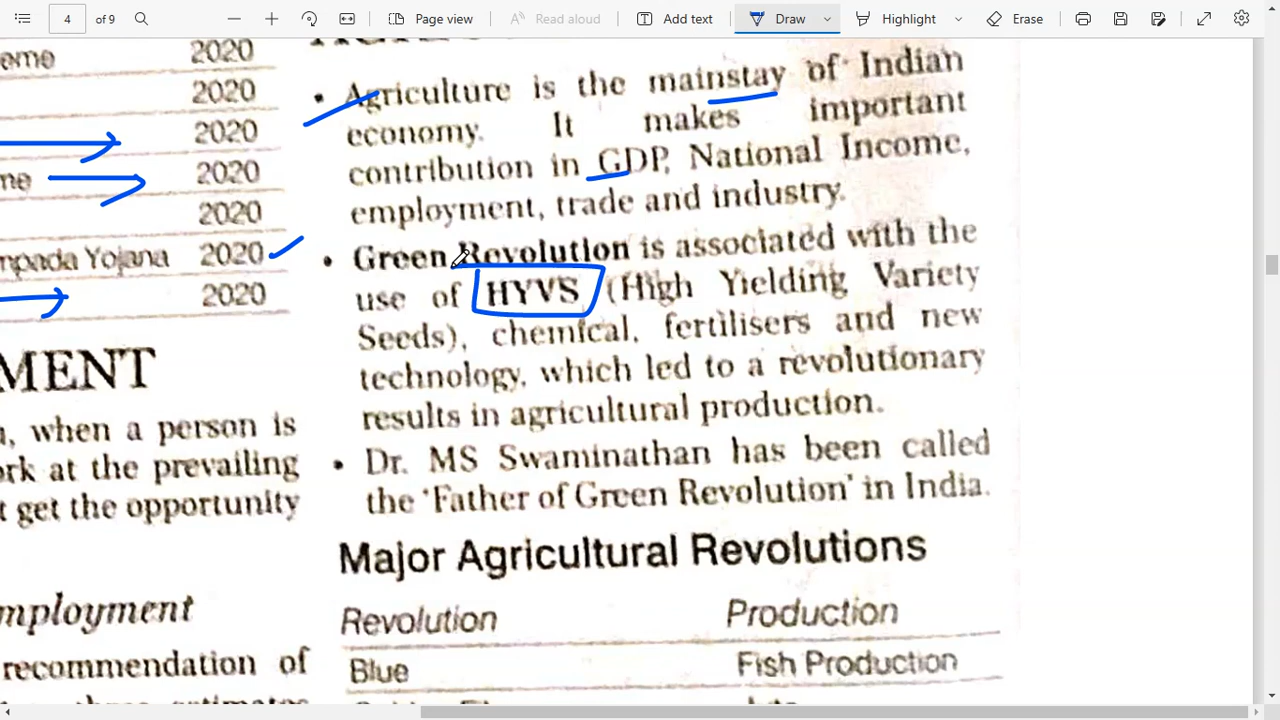 4 of 9 Page view Read aloud Add text Draw Highlight Erase
eme 2020
2020
2020
me 2020
2020
mpada Yojana 2020
2020
MENT
, when a person is
rk at the prevailing
t get the opportunity
mployment
recommendation of
• Agriculture is the mainstay of Indian
economy. It makes important
contribution in GDP, National Income,
employment, trade and industry.
• Green Revolution is associated with the
use of HYVS (High Yielding Variety
Seeds), chemical, fertilisers and new
technology, which led to a revolutionary
results in agricultural production.
• Dr. MS Swaminathan has been called
the 'Father of Green Revolution' in India.
Major Agricultural Revolutions
Revolution Production
Blue Fish Production